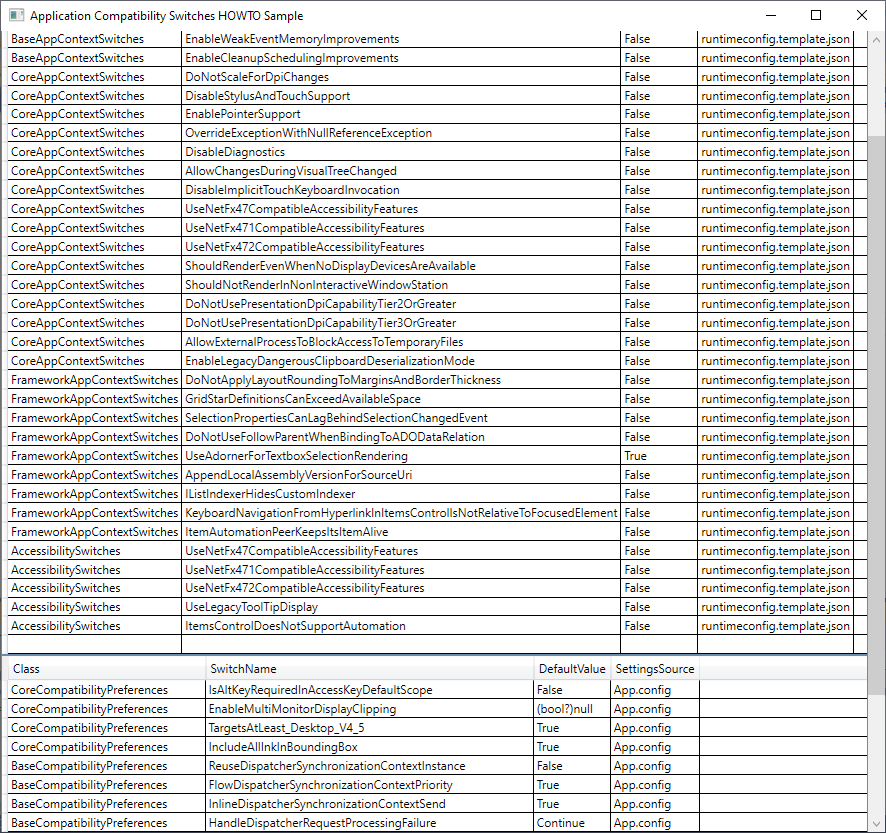 Application Compatibility Switches HOWTO Sample
BaseAppContextSwitches EnableWeakEventMemoryImprovements False runtimeconfig.template.json
BaseAppContextSwitches EnableCleanupSchedulingImprovements False runtimeconfig.template.json
CoreAppContextSwitches DoNotScaleForDpiChanges False runtimeconfig.template.json
CoreAppContextSwitches DisableStylusAndTouchSupport False runtimeconfig.template.json
CoreAppContextSwitches EnablePointerSupport False runtimeconfig.template.json
CoreAppContextSwitches OverrideExceptionWithNullReferenceException False runtimeconfig.template.json
CoreAppContextSwitches DisableDiagnostics False runtimeconfig.template.json
CoreAppContextSwitches AllowChangesDuringVisualTreeChanged False runtimeconfig.template.json
CoreAppContextSwitches DisableImplicitTouchKeyboardInvocation False runtimeconfig.template.json
CoreAppContextSwitches UseNetFx47CompatibleAccessibilityFeatures False runtimeconfig.template.json
CoreAppContextSwitches UseNetFx471CompatibleAccessibilityFeatures False runtimeconfig.template.json
CoreAppContextSwitches UseNetFx472CompatibleAccessibilityFeatures False runtimeconfig.template.json
CoreAppContextSwitches ShouldRenderEvenWhenNoDisplayDevicesAreAvailable False runtimeconfig.template.json
CoreAppContextSwitches ShouldNotRenderInNonInteractiveWindowStation False runtimeconfig.template.json
CoreAppContextSwitches DoNotUsePresentationDpiCapabilityTier2OrGreater False runtimeconfig.template.json
CoreAppContextSwitches DoNotUsePresentationDpiCapabilityTier3OrGreater False runtimeconfig.template.json
CoreAppContextSwitches AllowExternalProcessToBlockAccessToTemporaryFiles False runtimeconfig.template.json
CoreAppContextSwitches EnableLegacyDangerousClipboardDeserializationMode False runtimeconfig.template.json
FrameworkAppContextSwitches DoNotApplyLayoutRoundingToMarginsAndBorderThickness False runtimeconfig.template.json
FrameworkAppContextSwitches GridStarDefinitionsCanExceedAvailableSpace False runtimeconfig.template.json
FrameworkAppContextSwitches SelectionPropertiesCanLagBehindSelectionChangedEvent False runtimeconfig.template.json
FrameworkAppContextSwitches DoNotUseFollowParentWhenBindingToADODataRelation False runtimeconfig.template.json
FrameworkAppContextSwitches UseAdornerForTextboxSelectionRendering True runtimeconfig.template.json
FrameworkAppContextSwitches AppendLocalAssemblyVersionForSourceUri False runtimeconfig.template.json
FrameworkAppContextSwitches IListIndexerHidesCustomIndexer False runtimeconfig.template.json
FrameworkAppContextSwitches KeyboardNavigationFromHyperlinkInItemsControlIsNotRelativeToFocusedElement False runtimeconfig.template.json
FrameworkAppContextSwitches ItemAutomationPeerKeepsItsItemAlive False runtimeconfig.template.json
AccessibilitySwitches UseNetFx47CompatibleAccessibilityFeatures False runtimeconfig.template.json
AccessibilitySwitches UseNetFx471CompatibleAccessibilityFeatures False runtimeconfig.template.json
AccessibilitySwitches UseNetFx472CompatibleAccessibilityFeatures False runtimeconfig.template.json
AccessibilitySwitches UseLegacyToolTipDisplay False runtimeconfig.template.json
AccessibilitySwitches ItemsControlDoesNotSupportAutomation False runtimeconfig.template.json
Class SwitchName DefaultValue SettingsSource
CoreCompatibilityPreferences IsAltKeyRequiredInAccessKeyDefaultScope False App.config
CoreCompatibilityPreferences EnableMultiMonitorDisplayClipping (bool?)null App.config
CoreCompatibilityPreferences TargetsAtLeast_Desktop_V4_5 True App.config
CoreCompatibilityPreferences IncludeAllInkInBoundingBox True App.config
BaseCompatibilityPreferences ReuseDispatcherSynchronizationContextInstance False App.config
BaseCompatibilityPreferences FlowDispatcherSynchronizationContextPriority True App.config
BaseCompatibilityPreferences InlineDispatcherSynchronizationContextSend True App.config
BaseCompatibilityPreferences HandleDispatcherRequestProcessingFailure Continue App.config